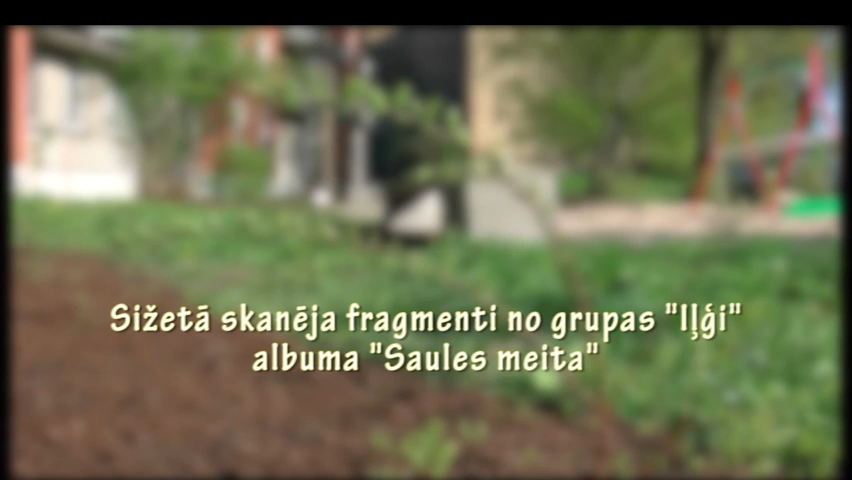 Sižetā skanēja fragmenti no grupas "Iļģi"
albuma "Saules meita"